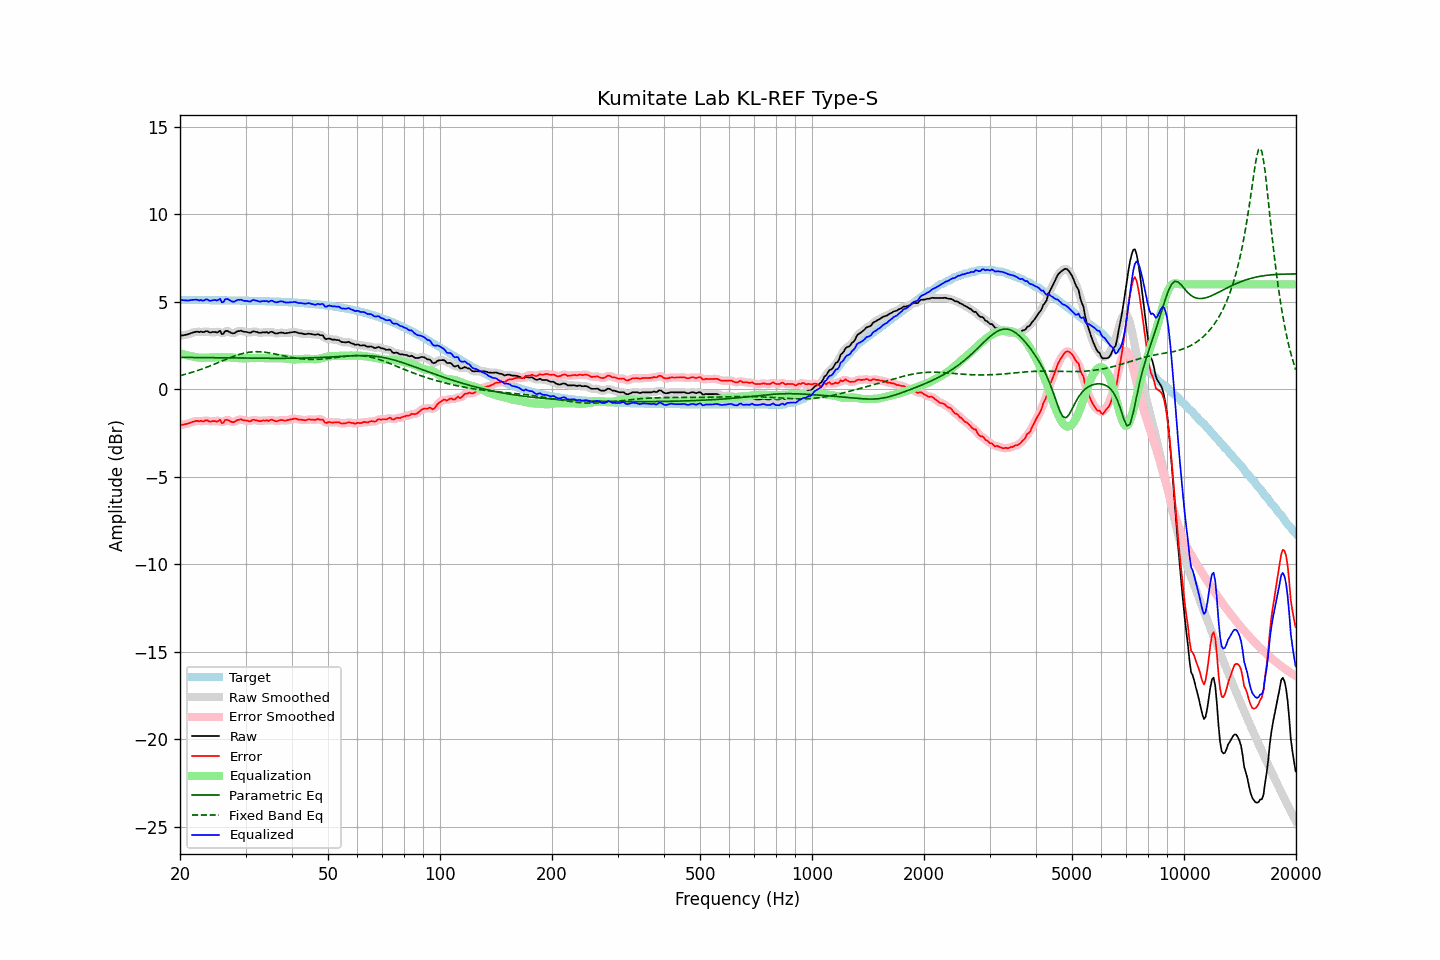 Kumitate Lab KL-REF Type-S
15
10
5
0
−5
−10
−15
−20
−25
Amplitude (dBr)
Target
Raw Smoothed
Error Smoothed
Raw
Error
Equalization
Parametric Eq
Fixed Band Eq
Equalized
20 50 100 200 500 1000 2000 5000 10000 20000
Frequency (Hz)